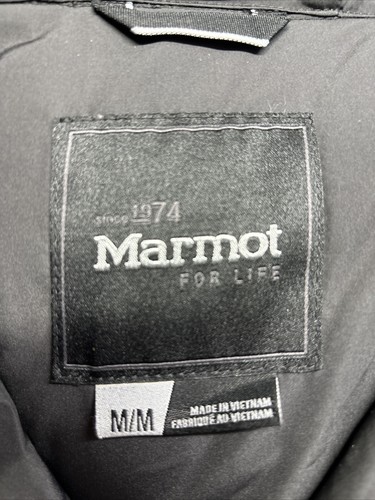 SINCE 1974
Marmot
FOR LIFE
M/M
MADE IN VIETNAM
FABRIQUÉ AU VIETNAM